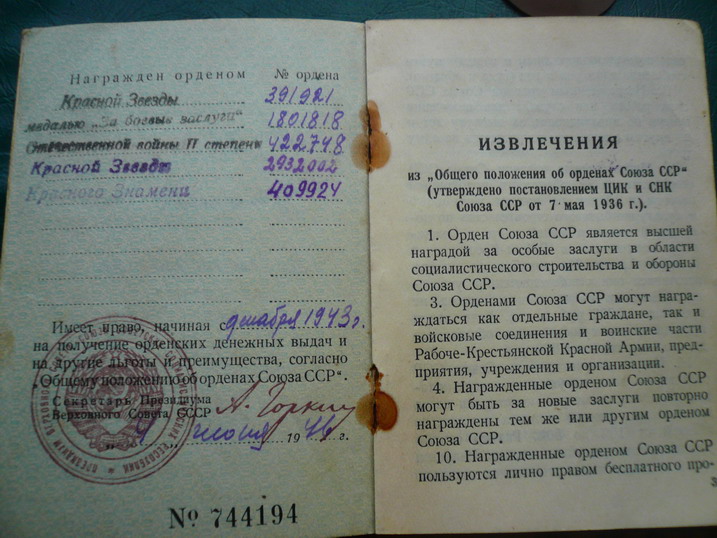 Награжден орденом № ордена
Красной Звезды 391921
медалью „За боевые заслуги" 1801818
Отечественной войны II степени 422748
Красной Звезды 2932002
Красного Знамени 409924
Имеет право, начиная с декабря 1943 г.
на получение орденских денежных выдач и
на другие льготы и преимущества, согласно
„Общему положению об орденах Союза ССР".
Секретарь Президиума
Верховного Совета СССР А. Горкин
июня 1946 г.
№ 744194
ИЗВЛЕЧЕНИЯ
из „Общего положения об орденах Союза ССР"
(утверждено постановлением ЦИК и СНК
Союза ССР от 7 мая 1936 г.).
1. Орден Союза ССР является высшей
наградой за особые заслуги в области
социалистического строительства и обороны
Союза ССР.
3. Орденами Союза ССР могут награ-
ждаться как отдельные граждане, так и
войсковые соединения и воинские части
Рабоче-Крестьянской Красной Армии, пред-
приятия, учреждения и организации.
4. Награжденные орденом Союза ССР
могут быть за новые заслуги повторно
награждены тем же или другим орденом
Союза ССР.
10. Награжденные орденом Союза ССР
пользуются лично правом бесплатного про-
3